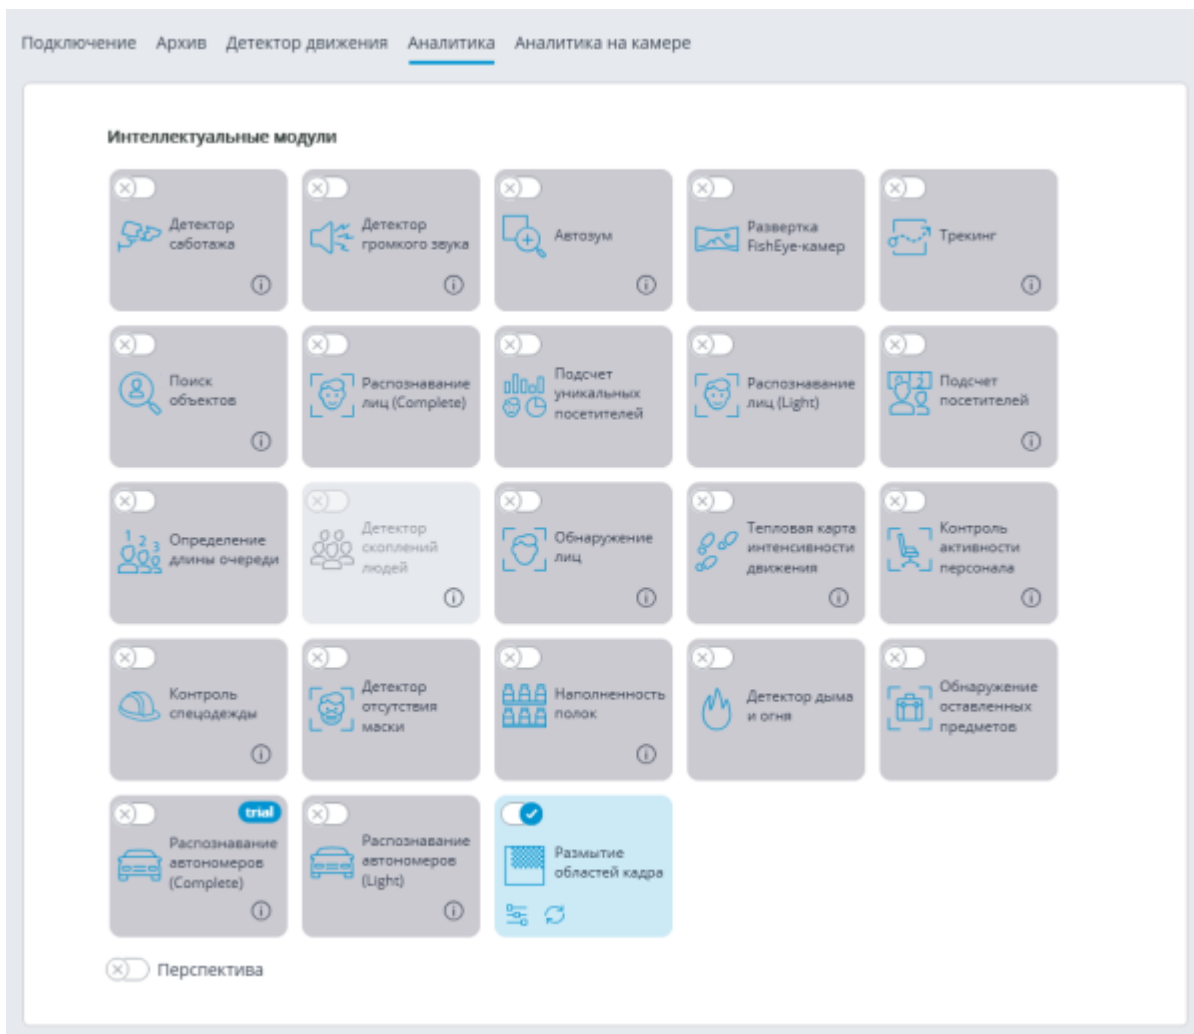 Подключение Архив Детектор движения Аналитика Аналитика на камере
Интеллектуальные модули
Детектор
саботажа
Детектор
громкого звука
Автозум
Развертка
FishEye-камер
Трекинг
Поиск
объектов
Распознавание
лиц (Complete)
Подсчет
уникальных
посетителей
Распознавание
лиц (Light)
Подсчет
посетителей
Определение
длины очереди
Детектор
скоплений
людей
Обнаружение
лиц
Тепловая карта
интенсивности
движения
Контроль
активности
персонала
Контроль
спецодежды
Детектор
отсутствия
маски
Наполненность
полок
Детектор дыма
и огня
Обнаружение
оставленных
предметов
trial
Распознавание
автономеров
(Complete)
Распознавание
автономеров
(Light)
Размытие
областей кадра
Перспектива